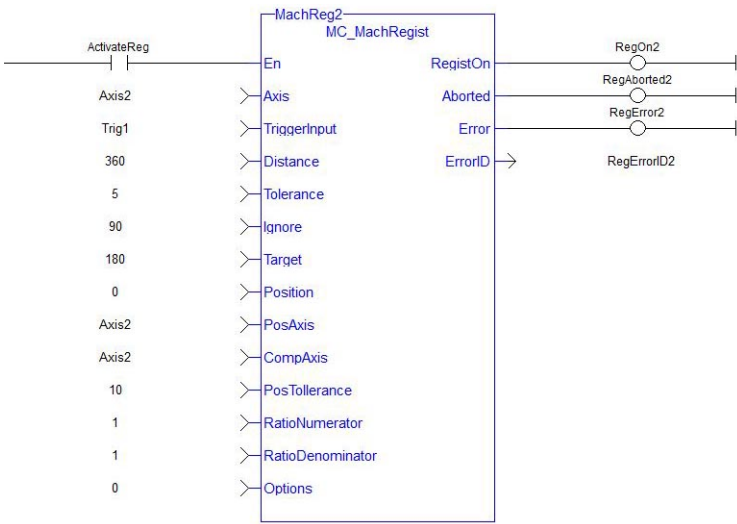 MachReg2
MC_MachRegist
ActivateReg En RegistOn RegOn2
Axis2 Axis Aborted RegAborted2
Trig1 TriggerInput Error RegError2
360 Distance ErrorID RegErrorID2
5 Tolerance
90 Ignore
180 Target
0 Position
Axis2 PosAxis
Axis2 CompAxis
10 PosTollerance
1 RatioNumerator
1 RatioDenominator
0 Options